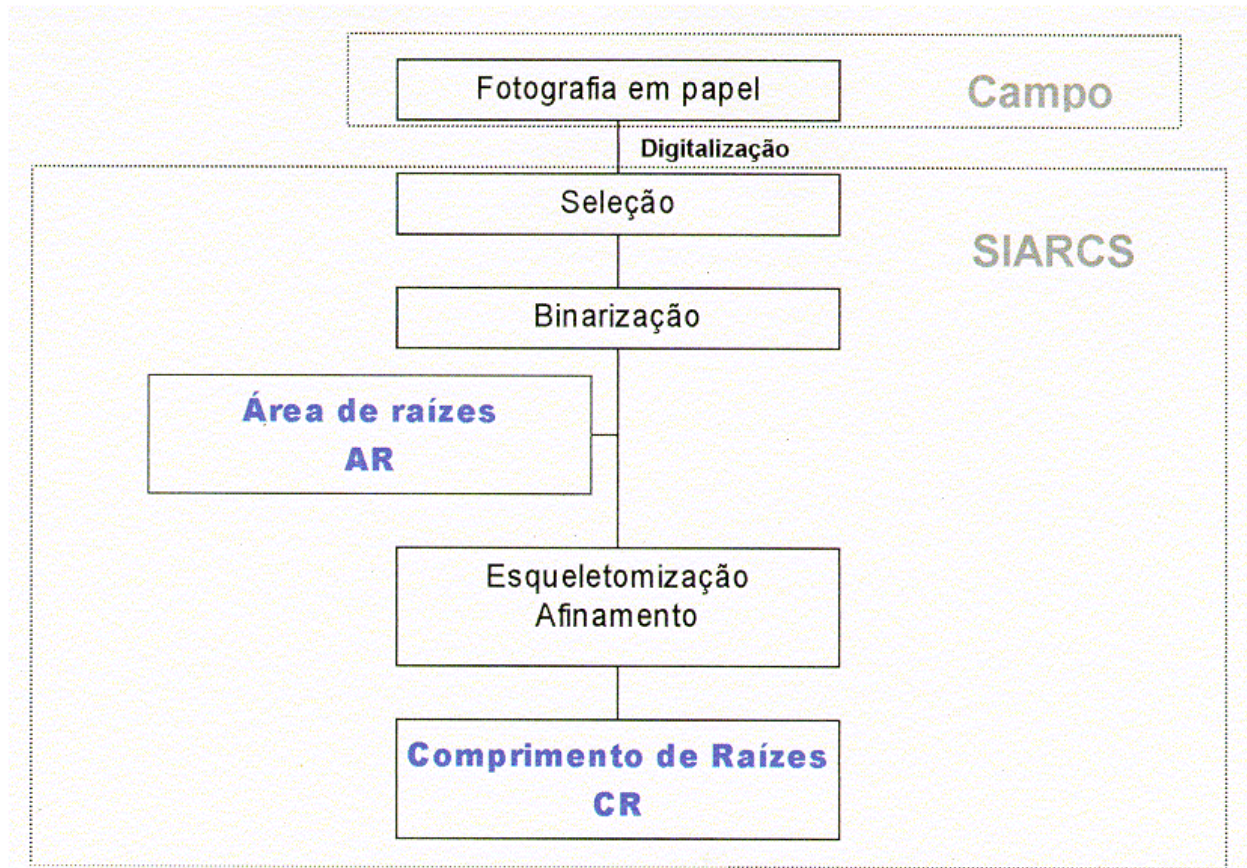 Fotografia em papel
Campo
Digitalização
Seleção
SIARCS
Binarização
Área de raízes
AR
Esqueletomização
Afinamento
Comprimento de Raízes
CR